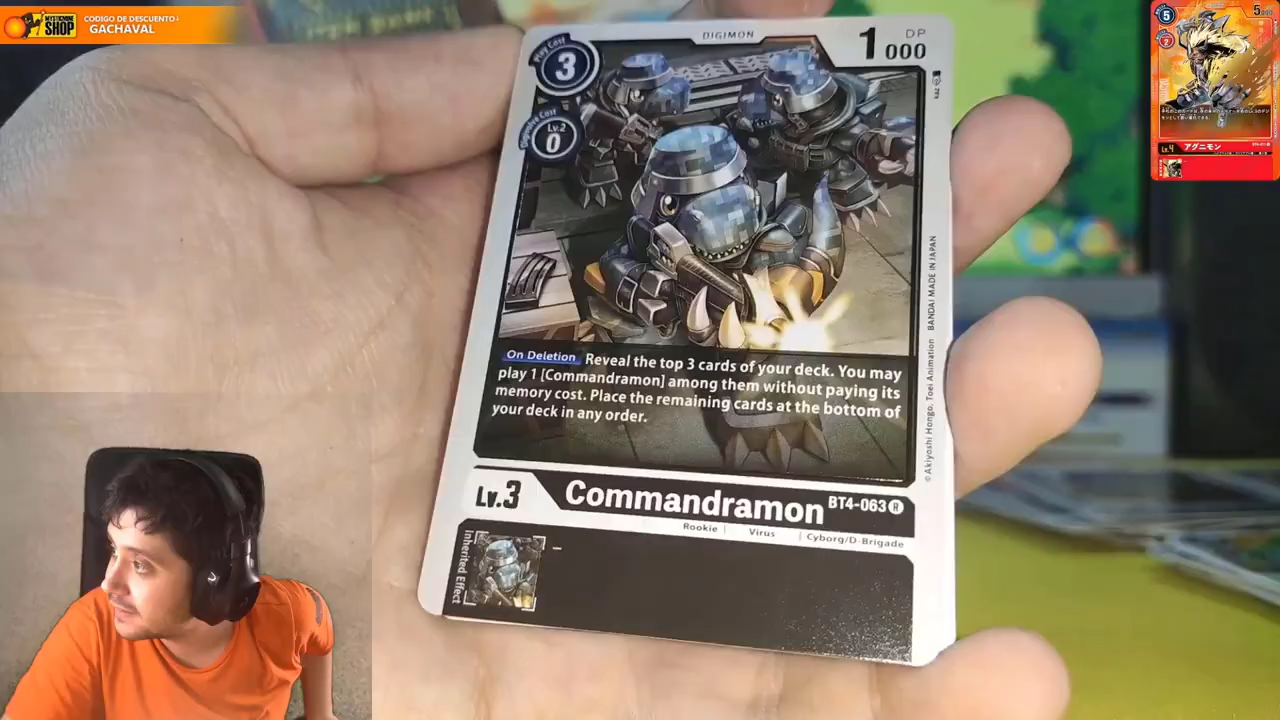 MYSTICMINE
SHOP
CODIGO DE DESCUENTO:
GACHAVAL
DIGIMON
Play Cost
3
1000
DP
Digivolve Cost
Lv.2
0
On Deletion Reveal the top 3 cards of your deck. You may
play 1 [Commandramon] among them without paying its
memory cost. Place the remaining cards at the bottom of
your deck in any order.
©Akiyoshi Hongo, Toei Animation BANDAI MADE IN JAPAN
Lv.3
Commandramon
BT4-063 R
Rookie | Virus | Cyborg/D-Brigade
Inherited Effect
–
5
5000
2
Lv.4
アグニモン